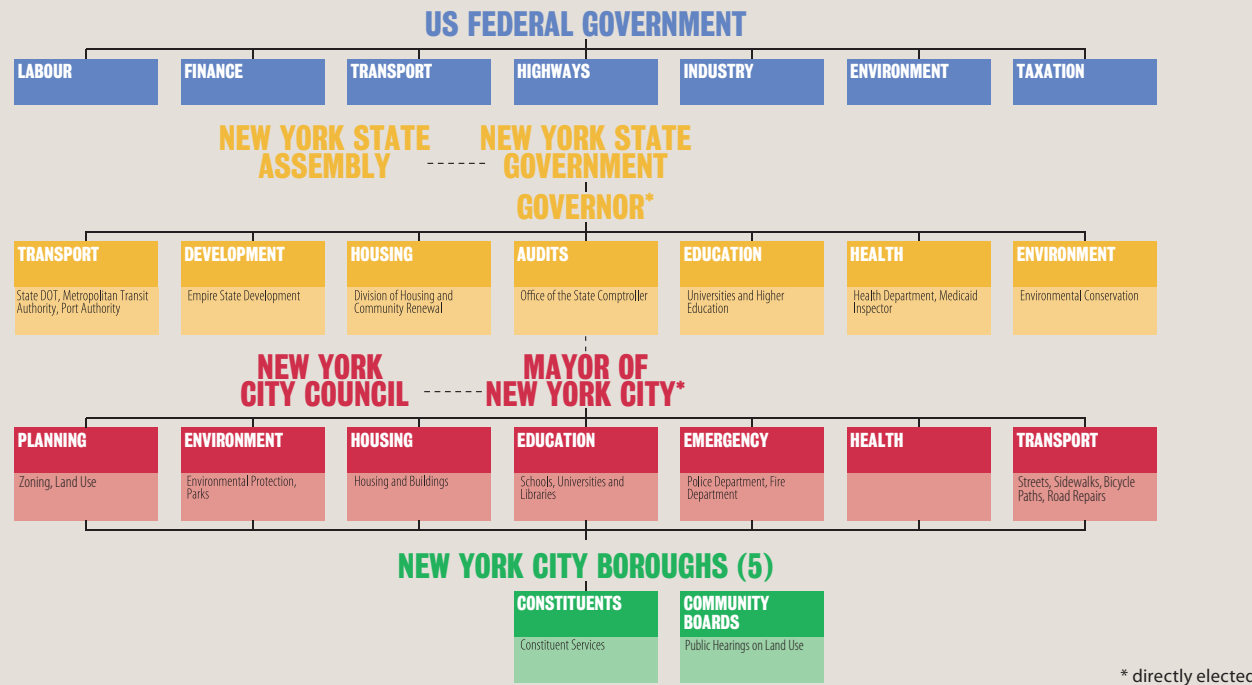 US FEDERAL GOVERNMENT
LABOUR
FINANCE
TRANSPORT
HIGHWAYS
INDUSTRY
ENVIRONMENT
TAXATION
NEW YORK STATE
ASSEMBLY
NEW YORK STATE
GOVERNMENT
GOVERNOR*
TRANSPORT
State DOT, Metropolitan Transit
Authority, Port Authority
DEVELOPMENT
Empire State Development
HOUSING
Division of Housing and
Community Renewal
AUDITS
Office of the State Comptroller
EDUCATION
Universities and Higher
Education
HEALTH
Health Department, Medicaid
Inspector
ENVIRONMENT
Environmental Conservation
NEW YORK
CITY COUNCIL
MAYOR OF
NEW YORK CITY*
PLANNING
Zoning, Land Use
ENVIRONMENT
Environmental Protection,
Parks
HOUSING
Housing and Buildings
EDUCATION
Schools, Universities and
Libraries
EMERGENCY
Police Department, Fire
Department
HEALTH
TRANSPORT
Streets, Sidewalks, Bicycle
Paths, Road Repairs
NEW YORK CITY BOROUGHS (5)
CONSTITUENTS
Constituent Services
COMMUNITY
BOARDS
Public Hearings on Land Use
* directly elected